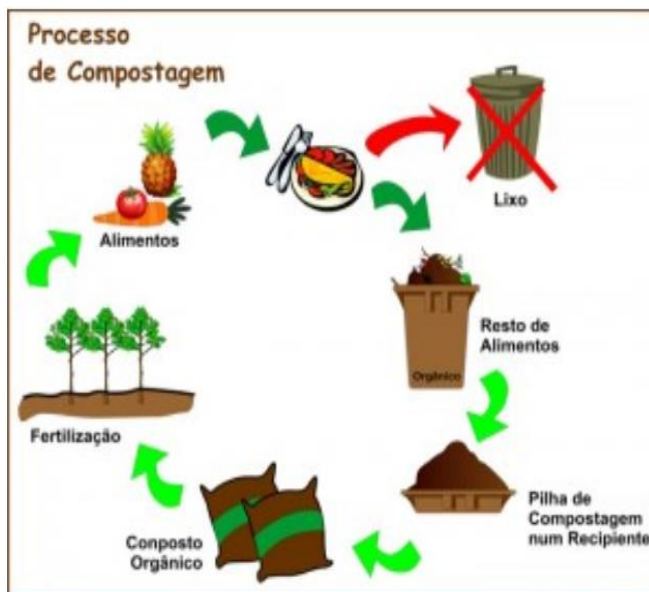 Processo
de Compostagem
Alimentos
Lixo
Orgânico
Resto de
Alimentos
Pilha de
Compostagem
num Recipiente
Conposto
Orgânico
Fertilização